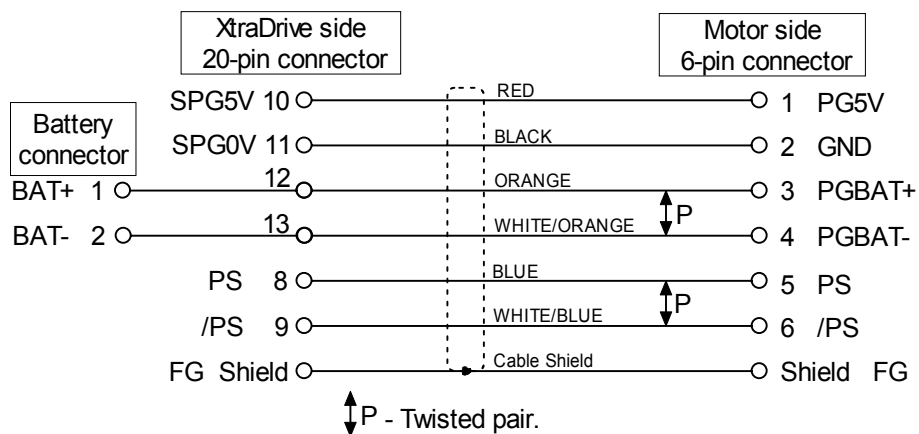 XtraDrive side
20-pin connector
Motor side
6-pin connector
Battery
connector
SPG5V 10 RED 1 PG5V
SPG0V 11 BLACK 2 GND
BAT+ 1 12 ORANGE 3 PGBAT+
P
BAT- 2 13 WHITE/ORANGE 4 PGBAT-
PS 8 BLUE 5 PS
P
/PS 9 WHITE/BLUE 6 /PS
FG Shield Cable Shield Shield FG
P - Twisted pair.